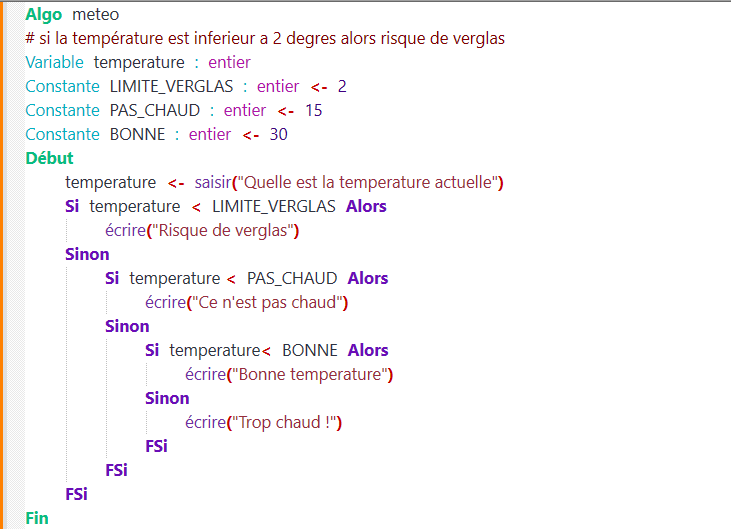 Algo meteo
# si la température est inferieur a 2 degres alors risque de verglas
Variable temperature : entier
Constante LIMITE_VERGLAS : entier <- 2
Constante PAS_CHAUD : entier <- 15
Constante BONNE : entier <- 30
Début
temperature <- saisir("Quelle est la temperature actuelle")
Si temperature < LIMITE_VERGLAS Alors
écrire("Risque de verglas")
Sinon
Si temperature < PAS_CHAUD Alors
écrire("Ce n'est pas chaud")
Sinon
Si temperature< BONNE Alors
écrire("Bonne temperature")
Sinon
écrire("Trop chaud !")
FSi
FSi
FSi
Fin